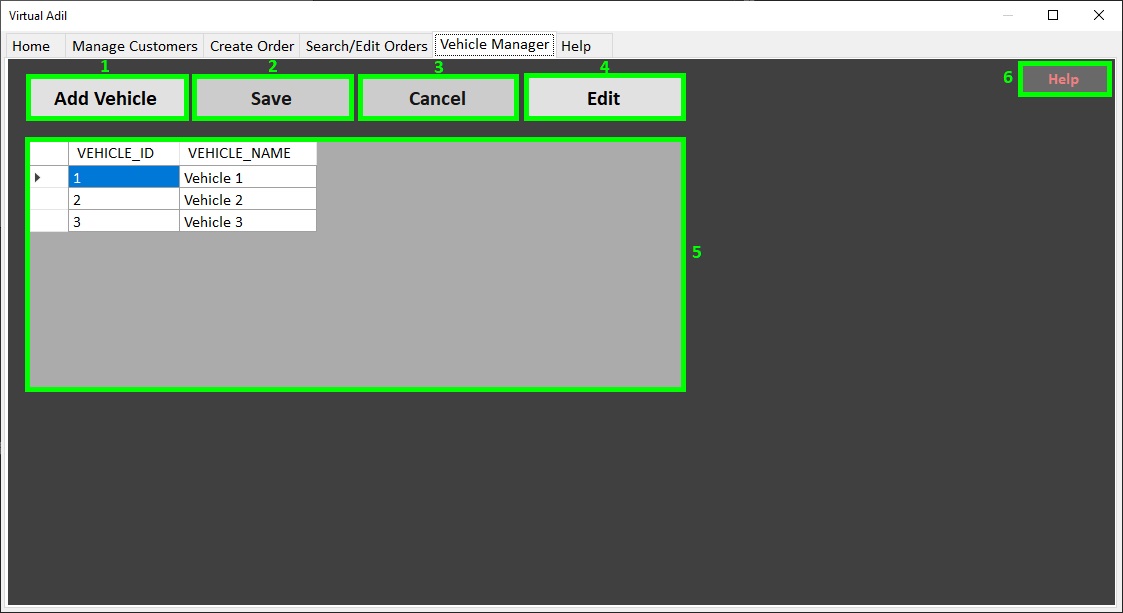 Virtual Adil
Home Manage Customers Create Order Search/Edit Orders Vehicle Manager Help
1 2 3 4
Add Vehicle Save Cancel Edit
6 Help
VEHICLE_ID VEHICLE_NAME
1 Vehicle 1
2 Vehicle 2
3 Vehicle 3
5